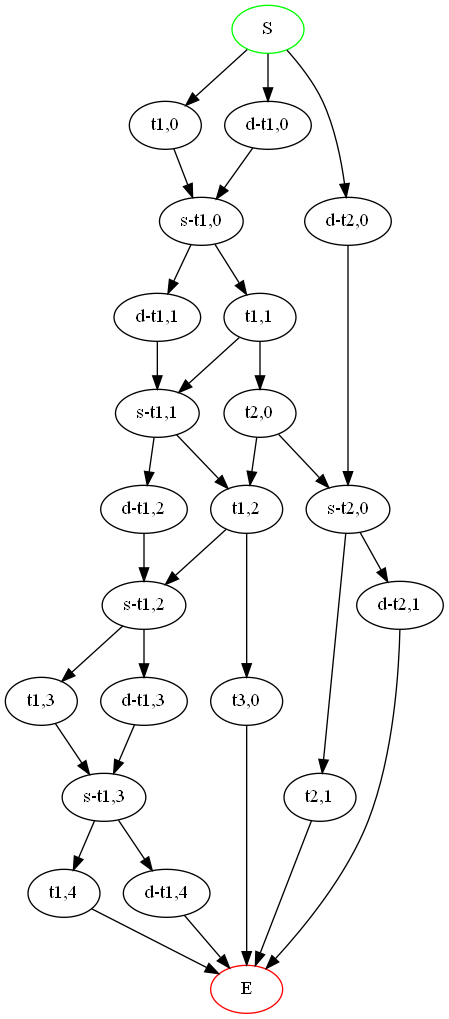 S
t1,0
d-t1,0
s-t1,0
d-t2,0
d-t1,1
t1,1
s-t1,1
t2,0
d-t1,2
t1,2
s-t2,0
s-t1,2
d-t2,1
t1,3
d-t1,3
t3,0
s-t1,3
t2,1
t1,4
d-t1,4
E